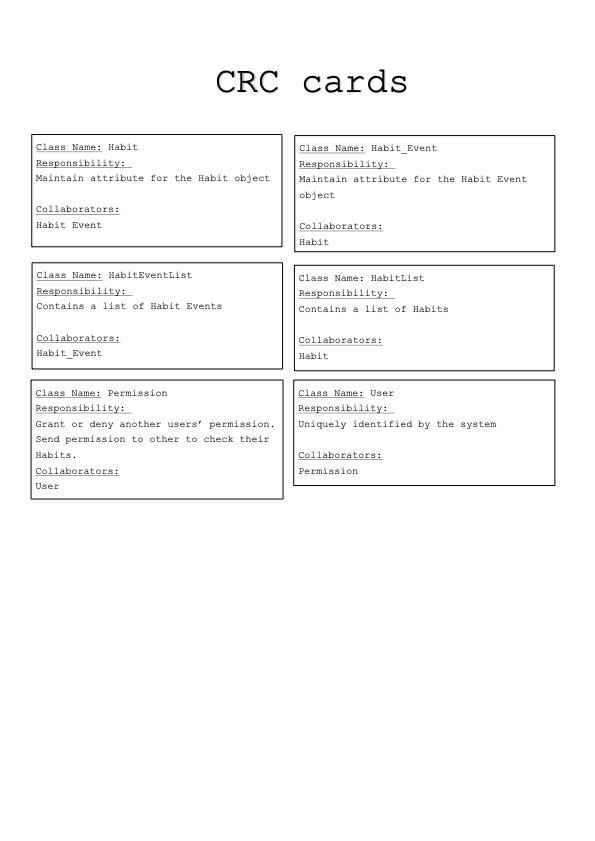 CRC cards
Class Name: Habit
Responsibility:
Maintain attribute for the Habit object
Collaborators:
Habit Event
Class Name: Habit_Event
Responsibility:
Maintain attribute for the Habit Event
object
Collaborators:
Habit
Class Name: HabitEventList
Responsibility:
Contains a list of Habit Events
Collaborators:
Habit_Event
Class Name: HabitList
Responsibility:
Contains a list of Habits
Collaborators:
Habit
Class Name: Permission
Responsibility:
Grant or deny another users’ permission.
Send permission to other to check their
Habits.
Collaborators:
User
Class Name: User
Responsibility:
Uniquely identified by the system
Collaborators:
Permission